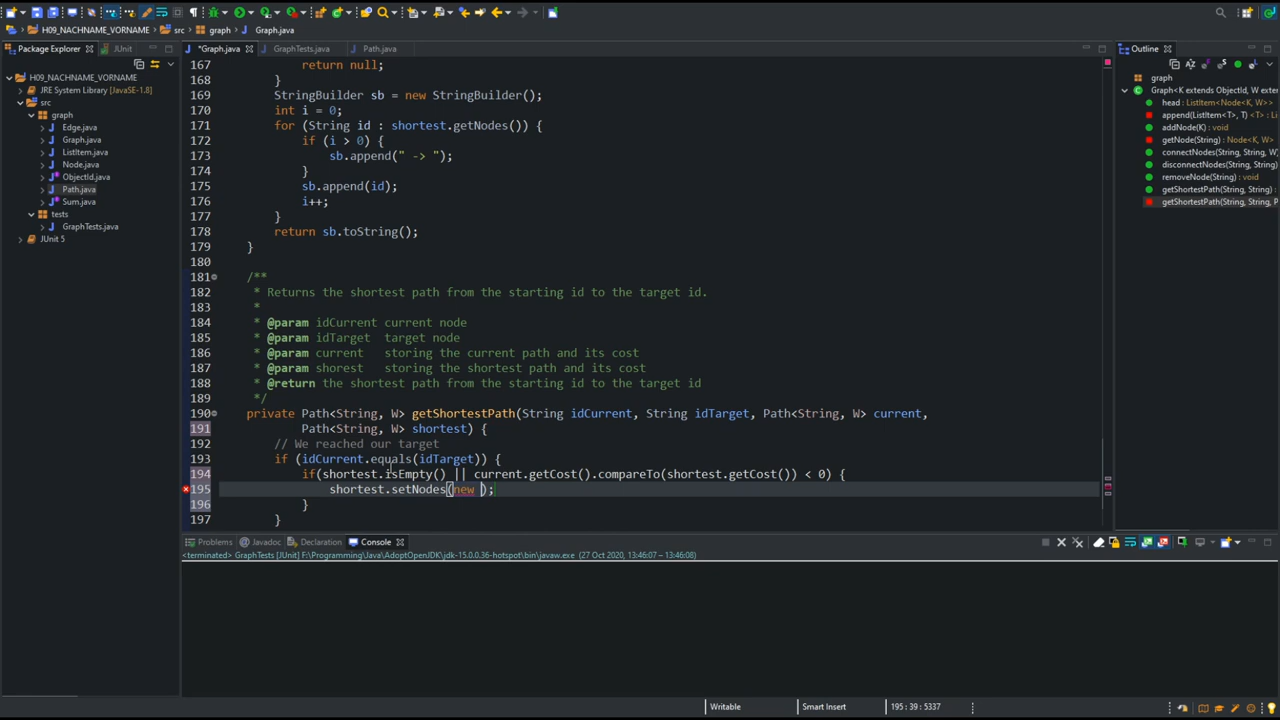 H09_NACHNAME_VORNAME
src
graph
Graph.java
Package Explorer
JUnit
H09_NACHNAME_VORNAME
JRE System Library [JavaSE-1.8]
src
graph
Edge.java
Graph.java
ListItem.java
Node.java
ObjectId.java
Path.java
Sum.java
tests
GraphTests.java
JUnit 5
*Graph.java
GraphTests.java
Path.java
167 return null;
168 }
169 StringBuilder sb = new StringBuilder();
170 int i = 0;
171 for (String id : shortest.getNodes()) {
172 if (i > 0) {
173 sb.append(" -> ");
174 }
175 sb.append(id);
176 i++;
177 }
178 return sb.toString();
179 }
190
181 /**
182 * Returns the shortest path from the starting id to the target id.
183 *
184 * @param idCurrent current node
185 * @param idTarget target node
186 * @param current storing the current path and its cost
187 * @param shorest storing the shortest path and its cost
188 * @return the shortest path from the starting id to the target id
189 */
190 private Path<String, W> getShortestPath(String idCurrent, String idTarget, Path<String, W> current,
191 Path<String, W> shortest) {
192 // We reached our target
193 if (idCurrent.equals(idTarget)) {
194 if(shortest.isEmpty() || current.getCost().compareTo(shortest.getCost()) < 0) {
195 shortest.setNodes(new );
196 }
197 }
Outline
graph
Graph<K extends ObjectId, W exten
head : ListItem<Node<K, W>>
append(ListItem<T>, T) <T> : Li
addNode(K) : void
getNode(String) : Node<K, W>
connectNodes(String, String, W
disconnectNodes(String, String)
removeNode(String) : void
getShortestPath(String, String)
getShortestPath(String, String, P
Problems
Javadoc
Declaration
Console
<terminated> GraphTests [JUnit] F:\Programming\Java\AdoptOpenJDK\jdk-15.0.0.36-hotspot\bin\javaw.exe (27 Oct 2020, 13:46:07 – 13:46:08)
Writable
Smart Insert
195 : 39 : 5337